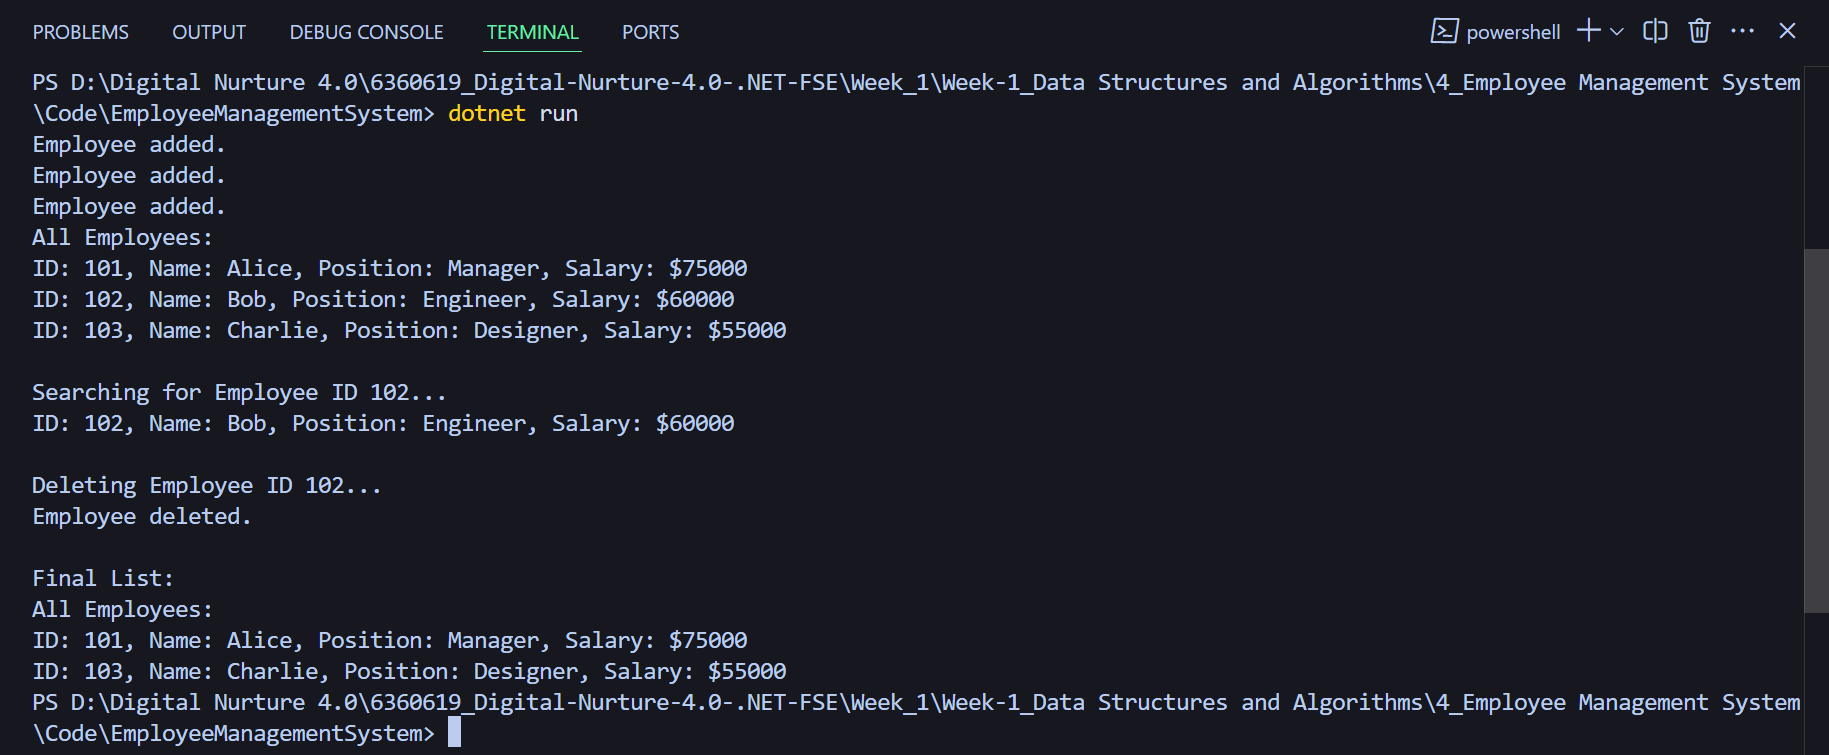 PROBLEMS OUTPUT DEBUG CONSOLE TERMINAL PORTS powershell
PS D:\Digital Nurture 4.0\6360619_Digital-Nurture-4.0-.NET-FSE\Week_1\Week-1_Data Structures and Algorithms\4_Employee Management System
\Code\EmployeeManagementSystem> dotnet run
Employee added.
Employee added.
Employee added.
All Employees:
ID: 101, Name: Alice, Position: Manager, Salary: $75000
ID: 102, Name: Bob, Position: Engineer, Salary: $60000
ID: 103, Name: Charlie, Position: Designer, Salary: $55000
Searching for Employee ID 102...
ID: 102, Name: Bob, Position: Engineer, Salary: $60000
Deleting Employee ID 102...
Employee deleted.
Final List:
All Employees:
ID: 101, Name: Alice, Position: Manager, Salary: $75000
ID: 103, Name: Charlie, Position: Designer, Salary: $55000
PS D:\Digital Nurture 4.0\6360619_Digital-Nurture-4.0-.NET-FSE\Week_1\Week-1_Data Structures and Algorithms\4_Employee Management System
\Code\EmployeeManagementSystem>